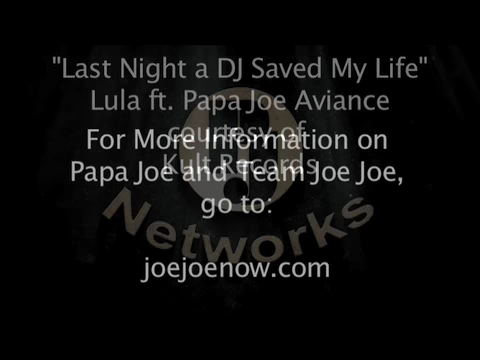 "Last Night a DJ Saved My Life"
Lula ft. Papa Joe Aviance
courtesy of
Kult Records
For More Information on
Papa Joe and Team Joe Joe,
go to:
joejoenow.com
Networks